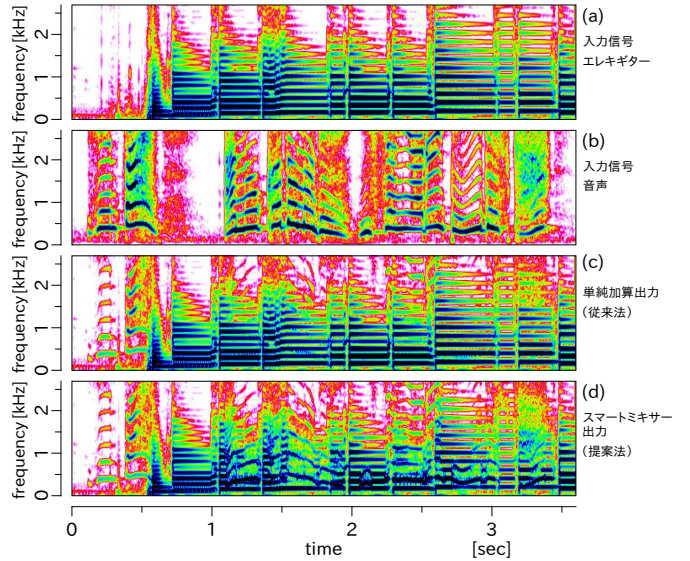 (a)
入力信号
エレキギター
frequency [kHz]
2
1
0
(b)
入力信号
音声
frequency [kHz]
2
1
0
(c)
単純加算出力
(従来法)
frequency [kHz]
2
1
0
(d)
スマートミキサー
出力
(提案法)
frequency [kHz]
2
1
0
0 1 2 3
time [sec]